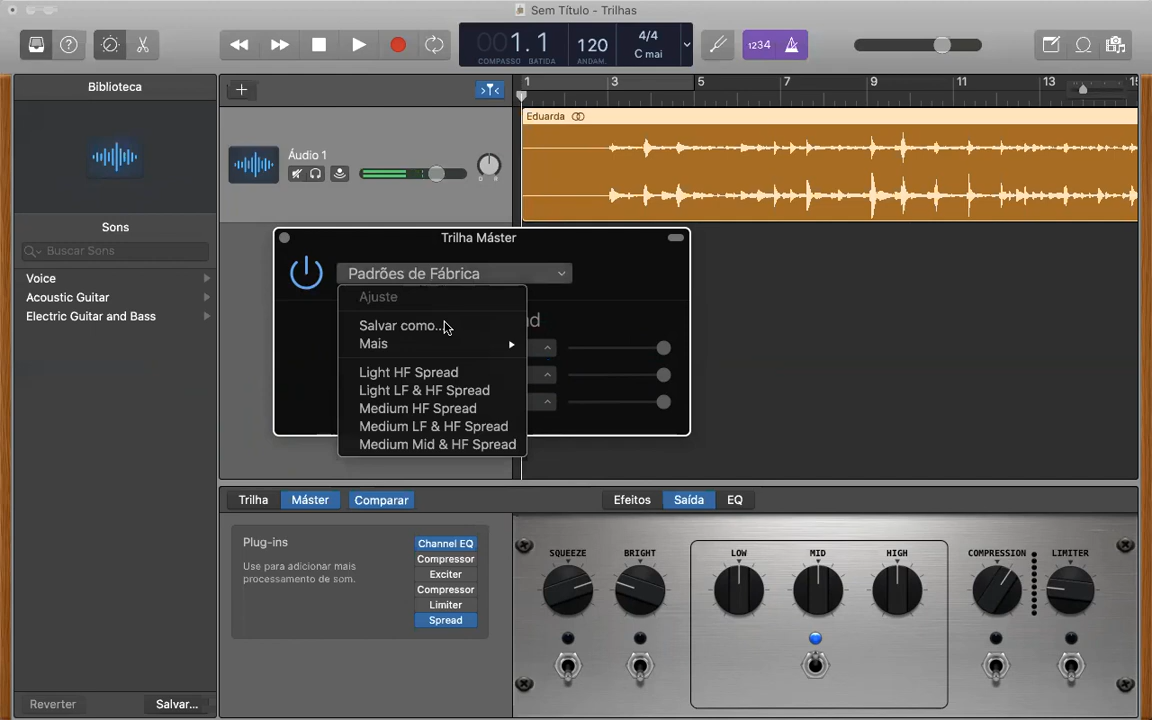 Sem Título - Trilhas
001.1
COMPASSO BATIDA
120
ANDAM.
4/4
C mai
1234
Biblioteca
Sons
Buscar Sons
Voice
Acoustic Guitar
Electric Guitar and Bass
Reverter
Salvar...
1 3 5 7 9 11 13 15
Eduarda
Áudio 1
Trilha Máster
Padrões de Fábrica
Ajuste
Salvar como...
Mais
Light HF Spread
Light LF & HF Spread
Medium HF Spread
Medium LF & HF Spread
Medium Mid & HF Spread
Trilha
Máster
Comparar
Efeitos
Saída
EQ
Plug-ins
Use para adicionar mais
processamento de som.
Channel EQ
Compressor
Exciter
Compressor
Limiter
Spread
SQUEEZE
BRIGHT
LOW
MID
HIGH
COMPRESSION
LIMITER